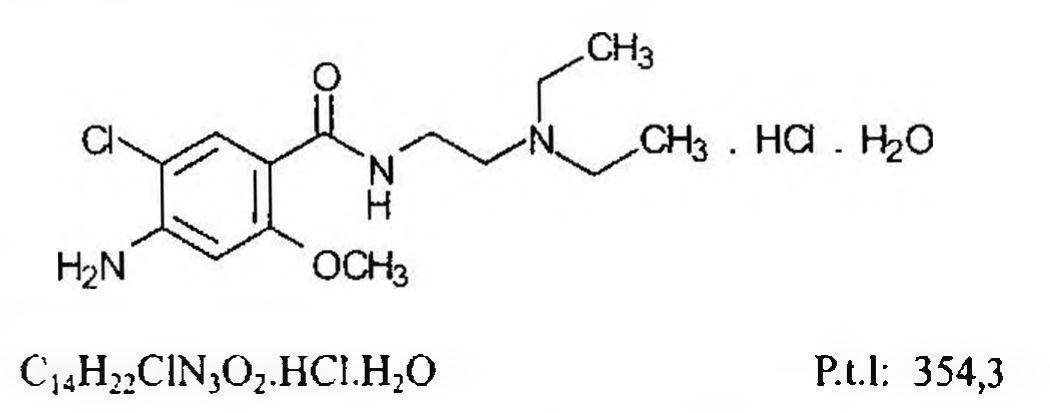 CH₃
O
Cl
N
CH₃ . HCl . H₂O
N
H
H₂N
OCH₃
C₁₄H₂₂ClN₃O₂.HCl.H₂O P.t.l: 354,3